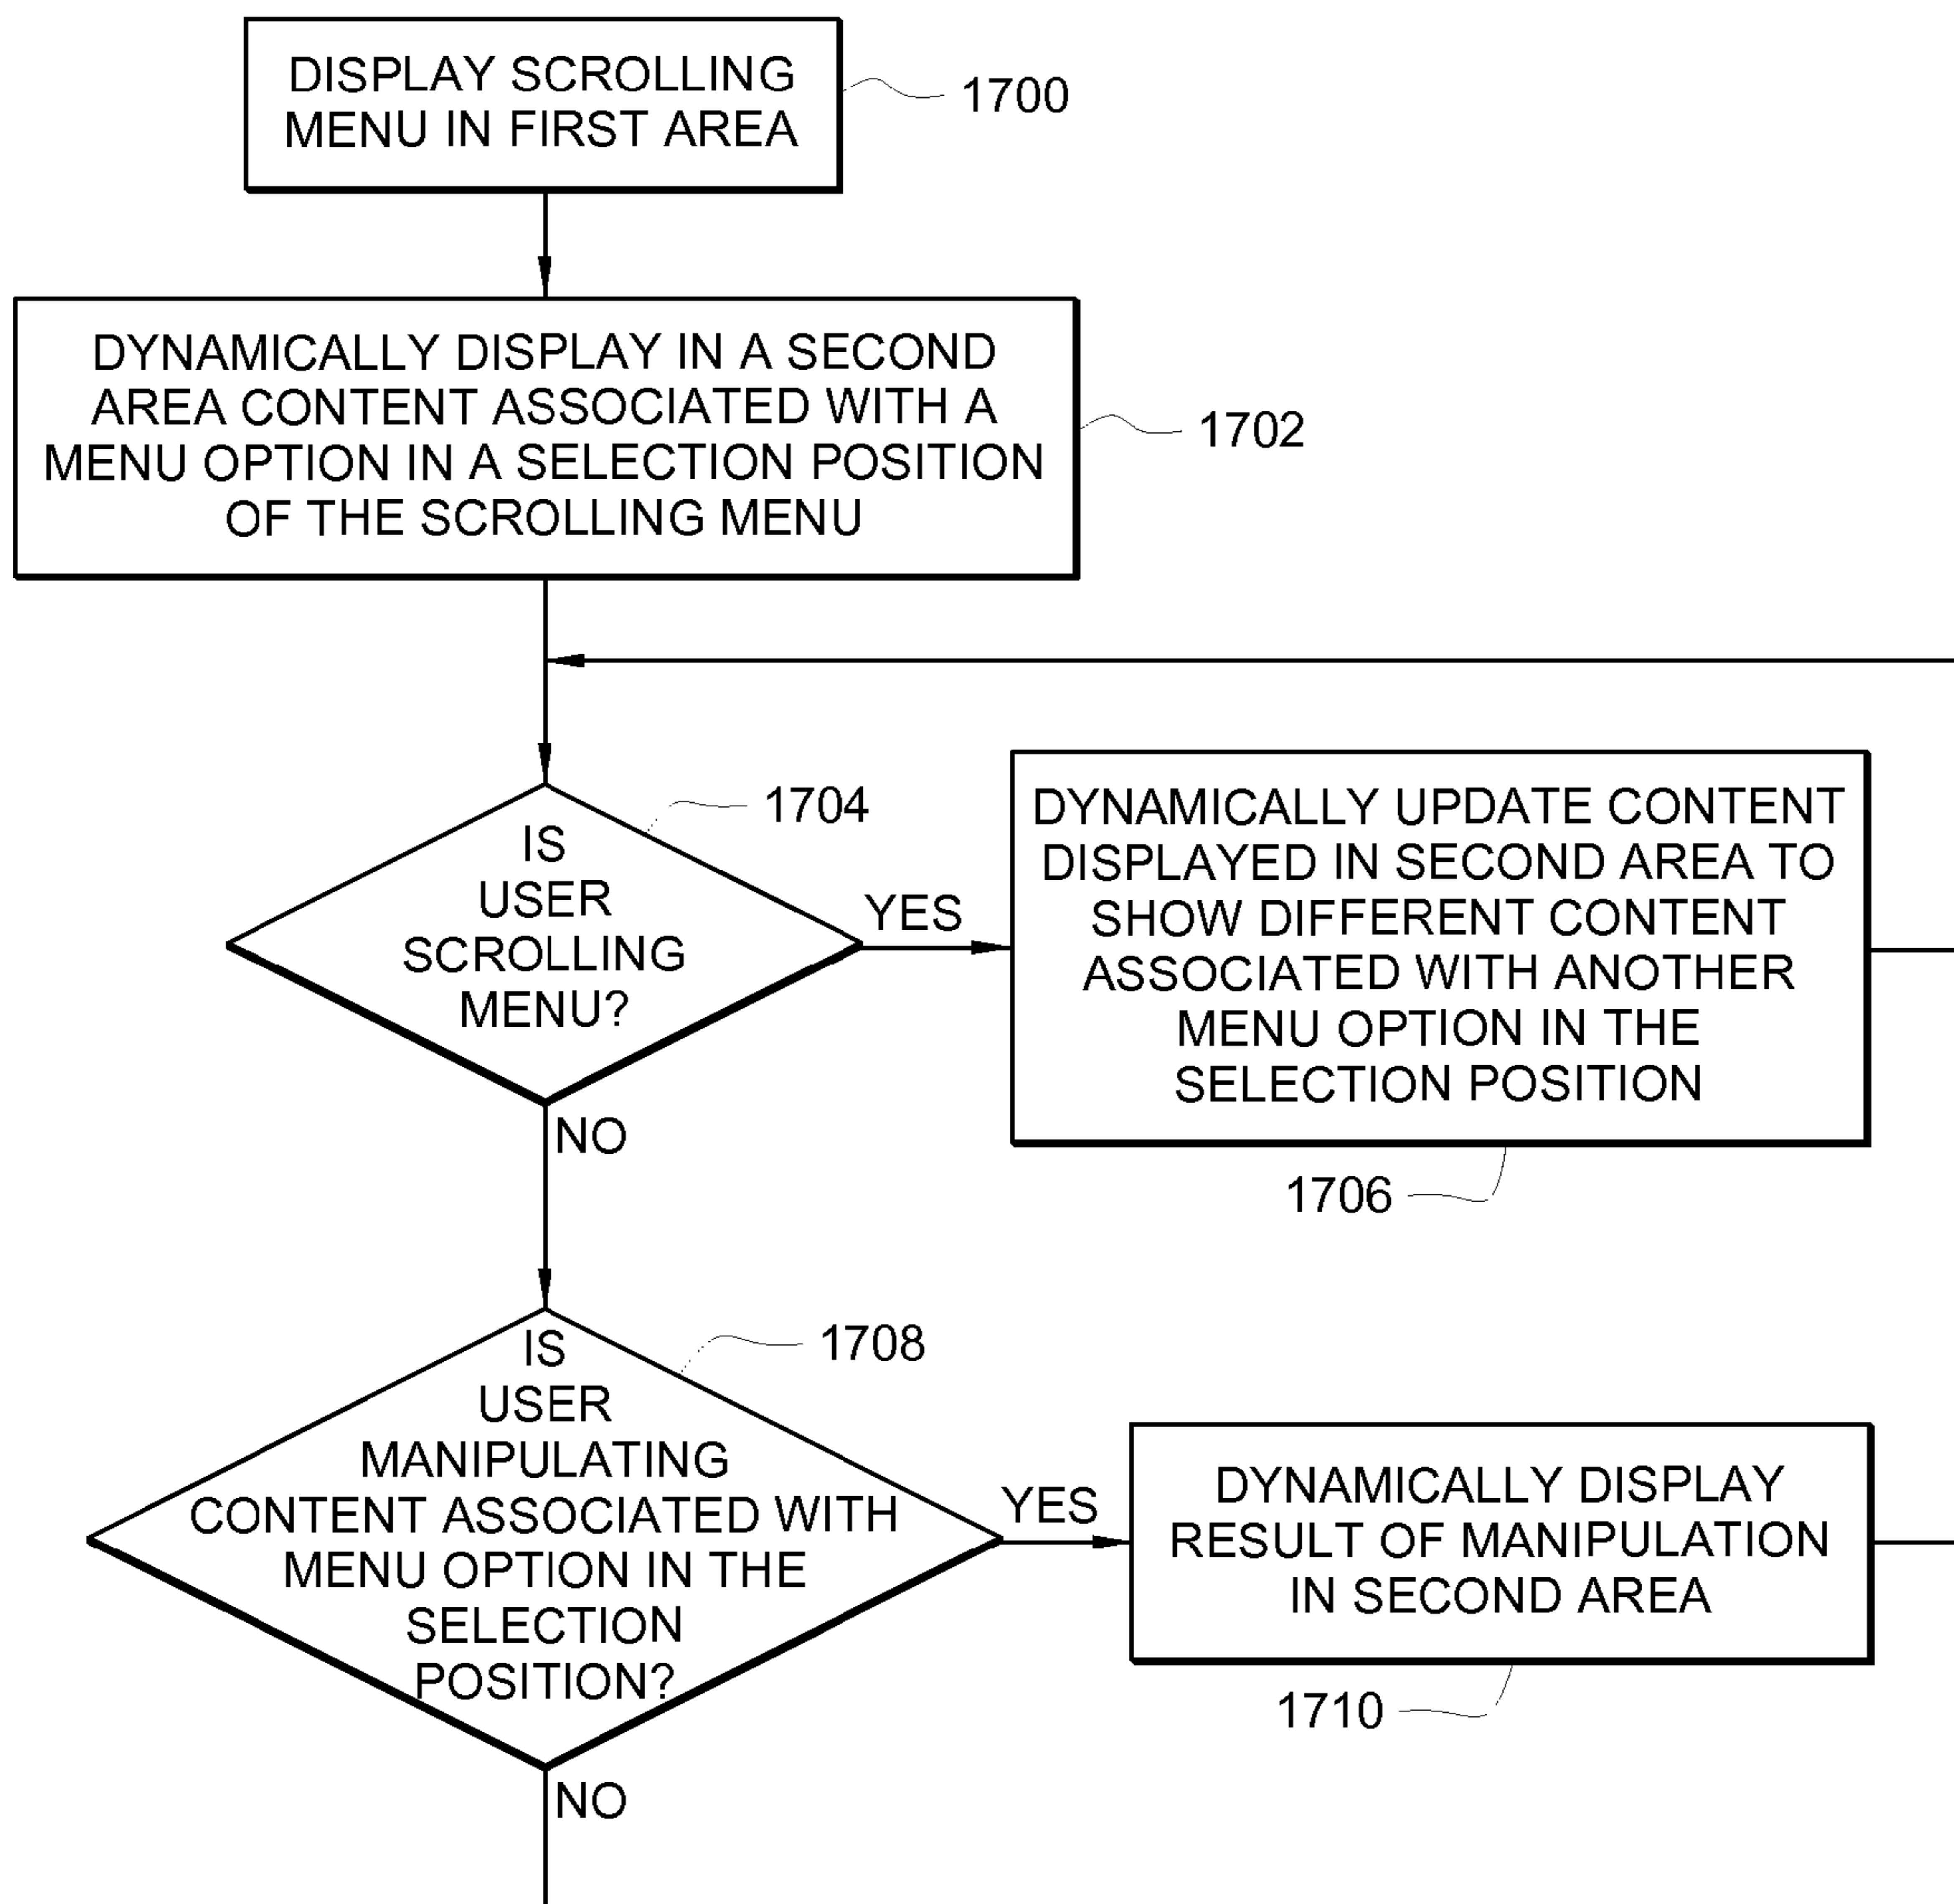 DISPLAY SCROLLING
MENU IN FIRST AREA
1700
DYNAMICALLY DISPLAY IN A SECOND
AREA CONTENT ASSOCIATED WITH A
MENU OPTION IN A SELECTION POSITION
OF THE SCROLLING MENU
1702
IS
USER
SCROLLING
MENU?
1704
YES
NO
DYNAMICALLY UPDATE CONTENT
DISPLAYED IN SECOND AREA TO
SHOW DIFFERENT CONTENT
ASSOCIATED WITH ANOTHER
MENU OPTION IN THE
SELECTION POSITION
1706
IS
USER
MANIPULATING
CONTENT ASSOCIATED WITH
MENU OPTION IN THE
SELECTION
POSITION?
1708
YES
NO
DYNAMICALLY DISPLAY
RESULT OF MANIPULATION
IN SECOND AREA
1710